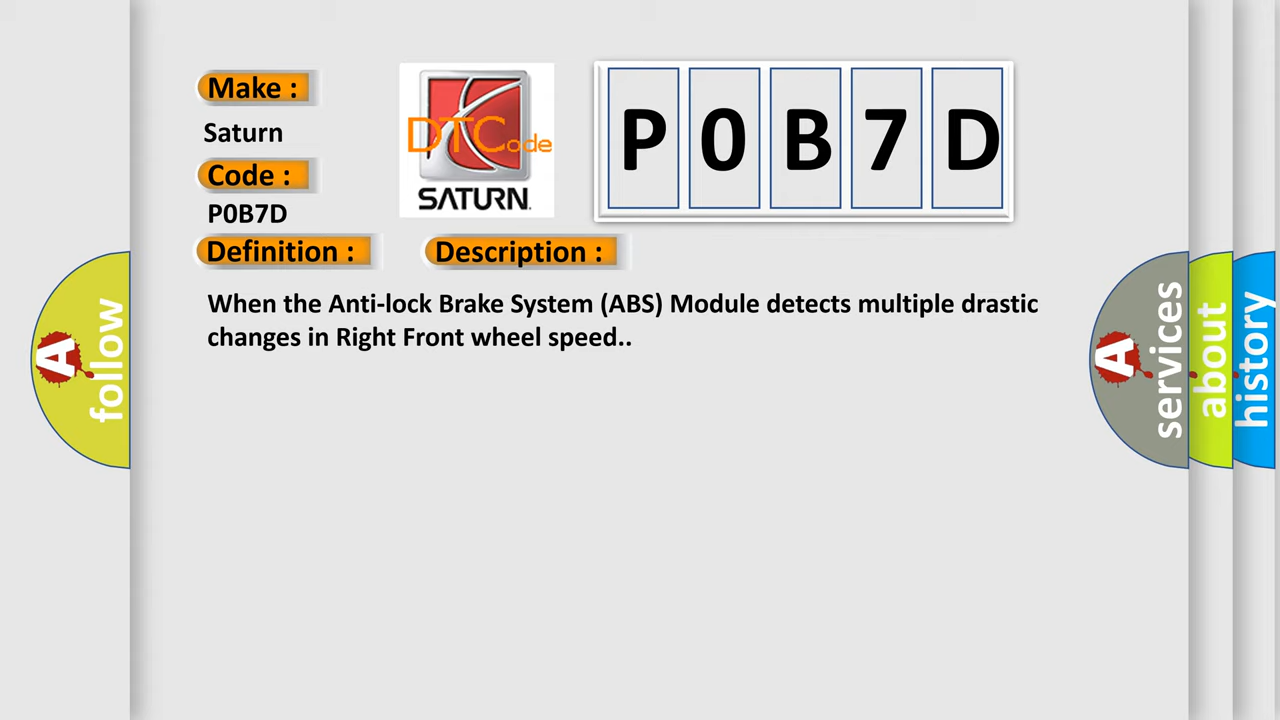 Make :
Saturn
Code :
P0B7D
Definition :
Description :
When the Anti-lock Brake System (ABS) Module detects multiple drastic
changes in Right Front wheel speed..
DTCode
SATURN
P 0 B 7 D
A follow
A services
about
history